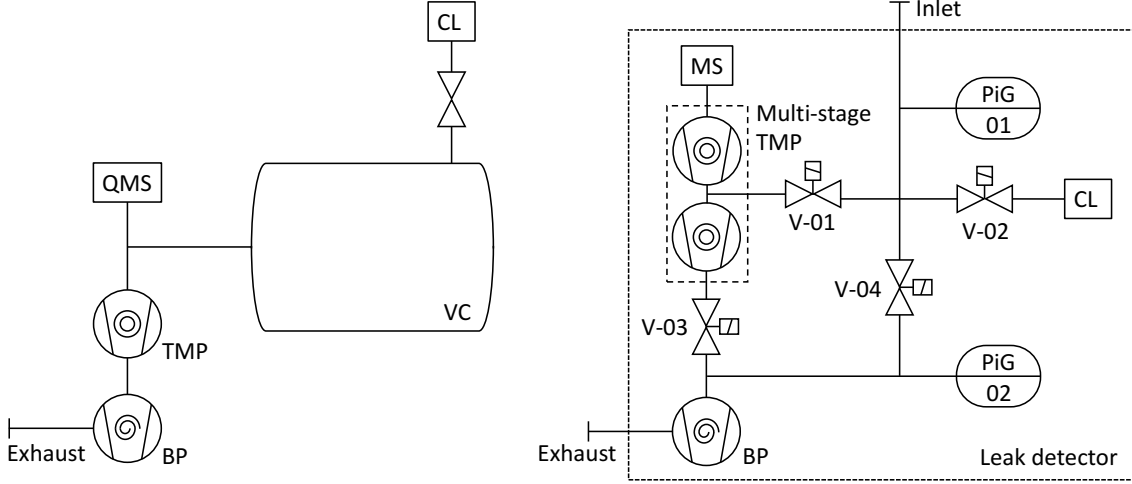 CL
QMS
VC
TMP
Exhaust
BP
Inlet
MS
Multi-stage
TMP
PiG
01
V-01
V-02
CL
V-04
V-03
PiG
02
Exhaust
BP
Leak detector